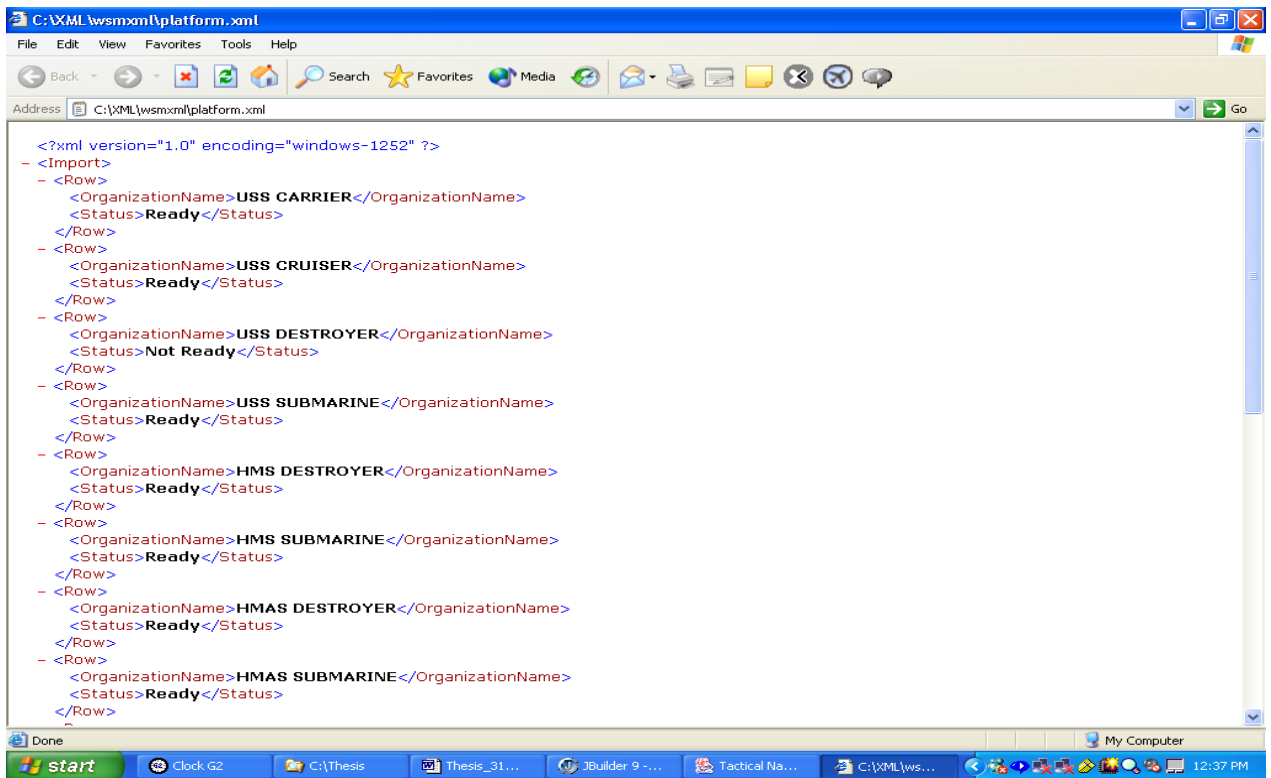 C:\XML\wsmxml\platform.xml
File Edit View Favorites Tools Help
Back Search Favorites Media
Address C:\XML\wsmxml\platform.xml Go
<?xml version="1.0" encoding="windows-1252" ?>
- <Import>
- <Row>
<OrganizationName>USS CARRIER</OrganizationName>
<Status>Ready</Status>
</Row>
- <Row>
<OrganizationName>USS CRUISER</OrganizationName>
<Status>Ready</Status>
</Row>
- <Row>
<OrganizationName>USS DESTROYER</OrganizationName>
<Status>Not Ready</Status>
</Row>
- <Row>
<OrganizationName>USS SUBMARINE</OrganizationName>
<Status>Ready</Status>
</Row>
- <Row>
<OrganizationName>HMS DESTROYER</OrganizationName>
<Status>Ready</Status>
</Row>
- <Row>
<OrganizationName>HMS SUBMARINE</OrganizationName>
<Status>Ready</Status>
</Row>
- <Row>
<OrganizationName>HMAS DESTROYER</OrganizationName>
<Status>Ready</Status>
</Row>
- <Row>
<OrganizationName>HMAS SUBMARINE</OrganizationName>
<Status>Ready</Status>
</Row>
Done My Computer
start Clock G2 C:\Thesis Thesis_31... JBuilder 9 -... Tactical Na... C:\XML\ws... 12:37 PM